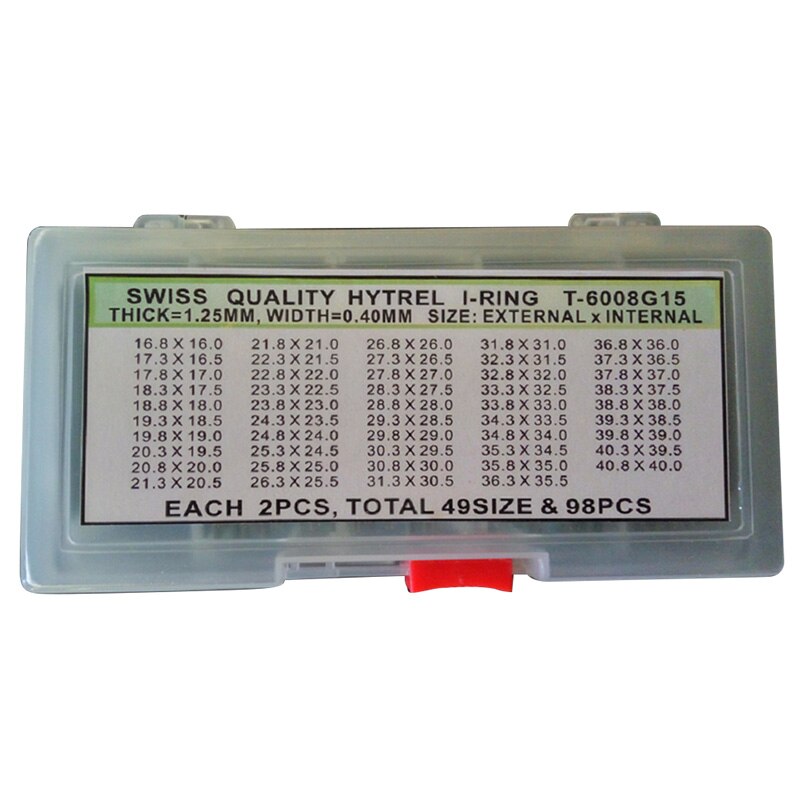 SWISS QUALITY HYTREL I-RING T-6008G15
THICK=1.25MM, WIDTH=0.40MM SIZE: EXTERNAL x INTERNAL
16.8 X 16.0 21.8 X 21.0 26.8 X 26.0 31.8 X 31.0 36.8 X 36.0
17.3 X 16.5 22.3 X 21.5 27.3 X 26.5 32.3 X 31.5 37.3 X 36.5
17.8 X 17.0 22.8 X 22.0 27.8 X 27.0 32.8 X 32.0 37.8 X 37.0
18.3 X 17.5 23.3 X 22.5 28.3 X 27.5 33.3 X 32.5 38.3 X 37.5
18.8 X 18.0 23.8 X 23.0 28.8 X 28.0 33.8 X 33.0 38.8 X 38.0
19.3 X 18.5 24.3 X 23.5 29.3 X 28.5 34.3 X 33.5 39.3 X 38.5
19.8 X 19.0 24.8 X 24.0 29.8 X 29.0 34.8 X 34.0 39.8 X 39.0
20.3 X 19.5 25.3 X 24.5 30.3 X 29.5 35.3 X 34.5 40.3 X 39.5
20.8 X 20.0 25.8 X 25.0 30.8 X 30.0 35.8 X 35.0 40.8 X 40.0
21.3 X 20.5 26.3 X 25.5 31.3 X 30.5 36.3 X 35.5
EACH 2PCS, TOTAL 49SIZE & 98PCS